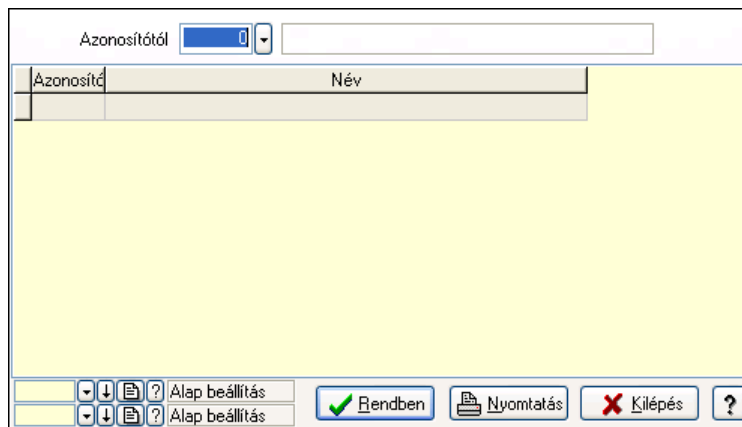 Azonosítótól 0
Azonosító Név
? Alap beállítás
? Alap beállítás
Rendben Nyomtatás Kilépés ?